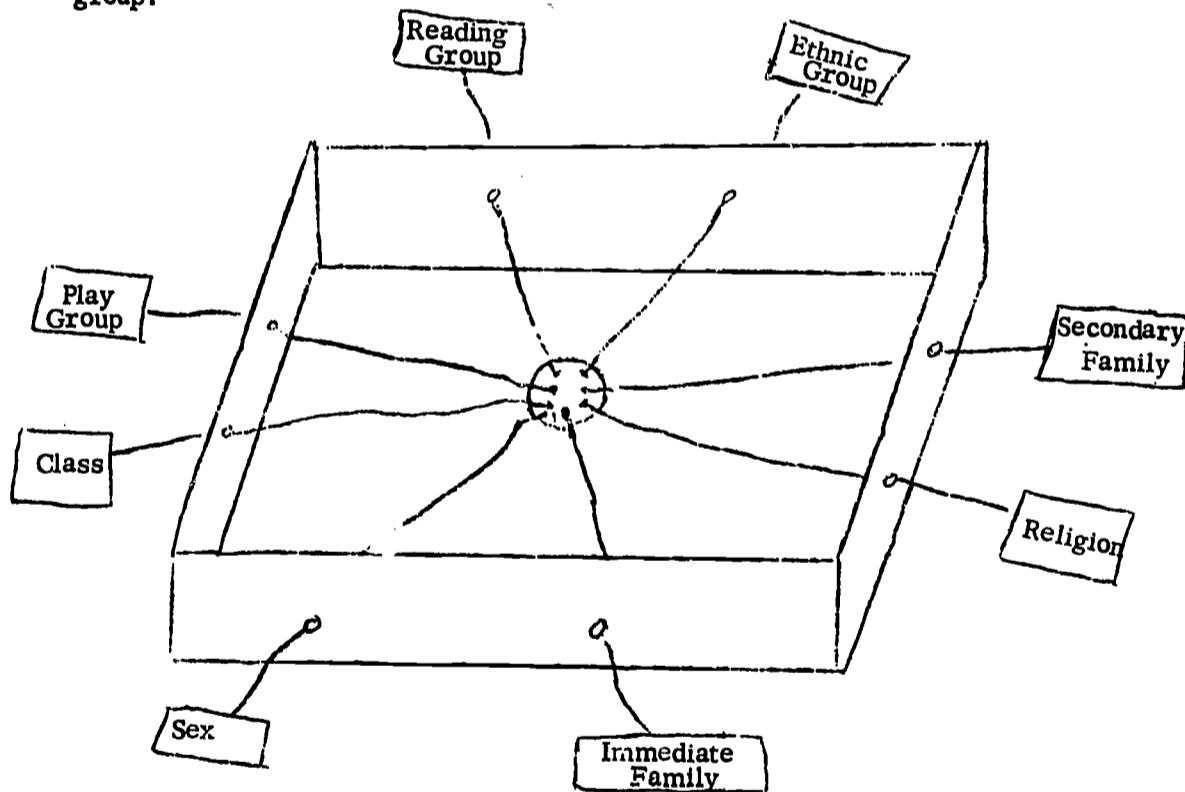 group.
Reading
Group
Ethnic
Group
Play
Group
Secondary
Family
Class
Religion
Sex
Immediate
Family